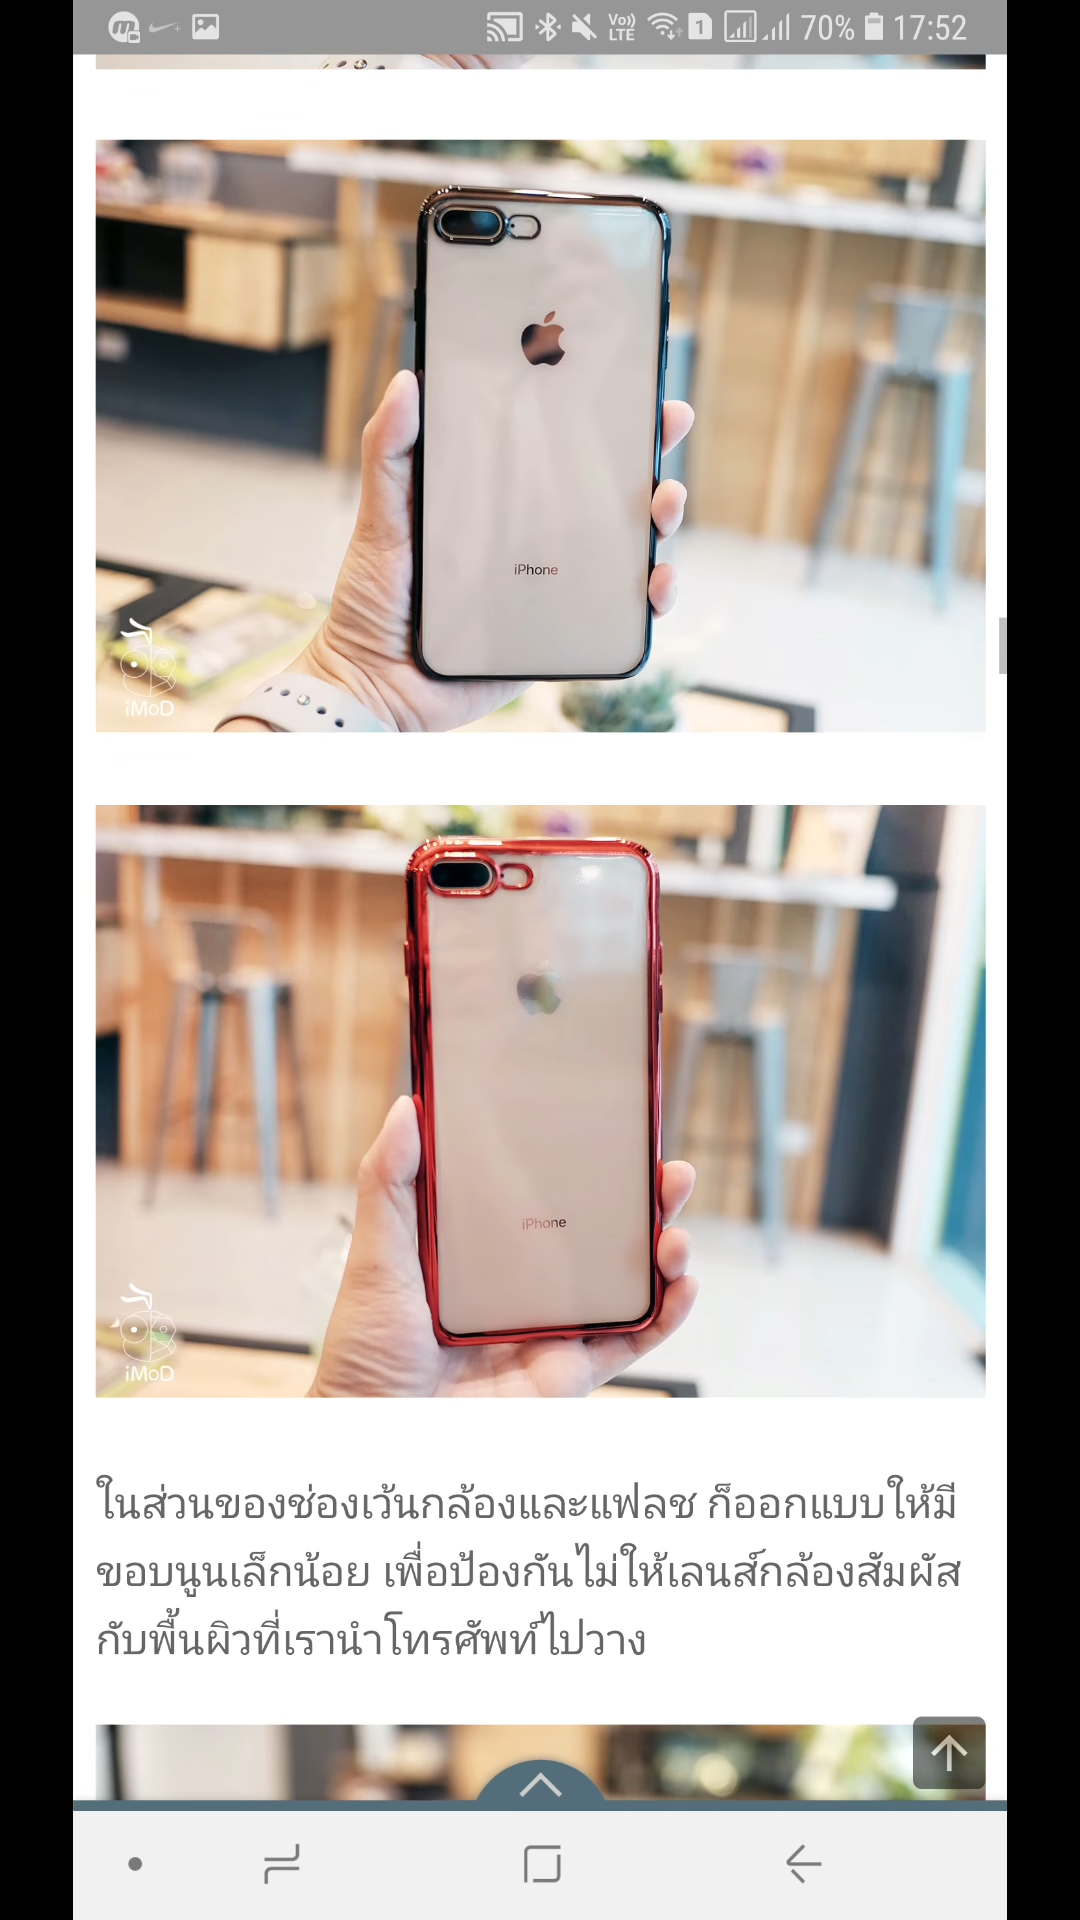 Vo))
LTE
1
70%
17:52
iPhone
iMoD
iPhone
iMoD
ในส่วนของช่องเว้นกล้องและแฟลช ก็ออกแบบให้มี
ขอบนูนเล็กน้อย เพื่อป้องกันไม่ให้เลนส์กล้องสัมผัส
กับพื้นผิวที่เรานำโทรศัพท์ไปวาง